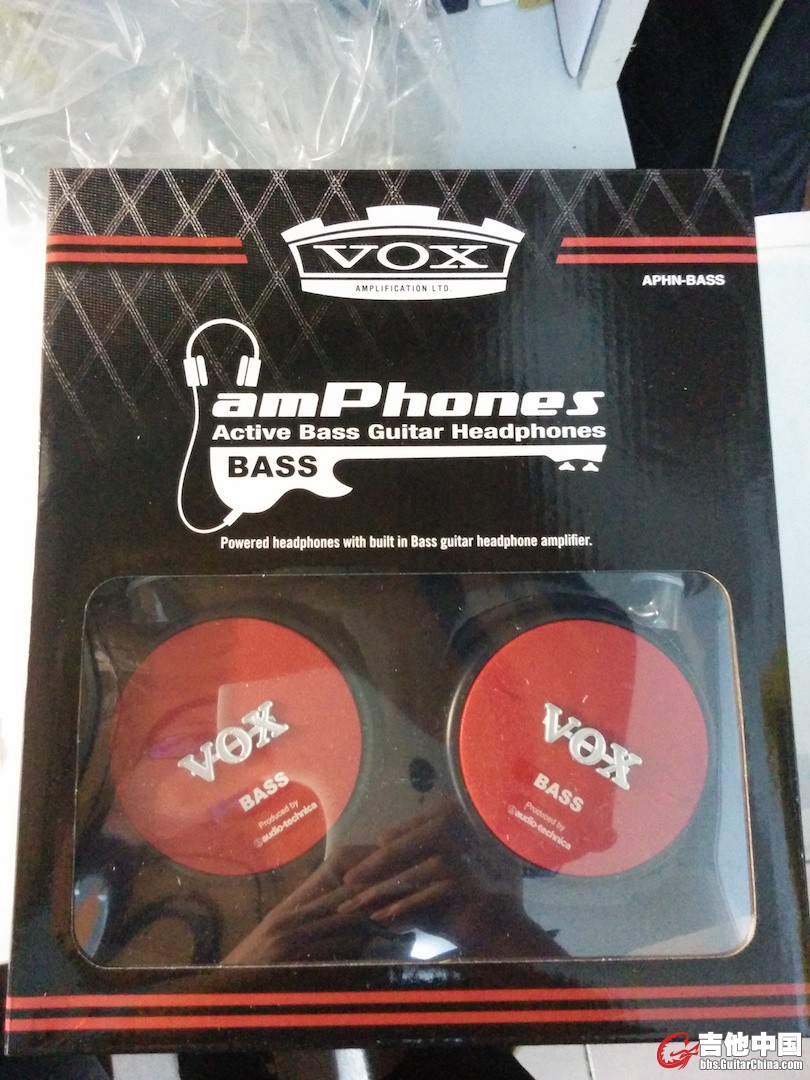 VOX
AMPLIFICATION LTD.
APHN-BASS
amPhones
Active Bass Guitar Headphones
BASS
Powered headphones with built in Bass guitar headphone amplifier.
VOX
BASS
Produced by
audio-technica
VOX
BASS
Produced by
audio-technica
吉他中国
bbs.GuitarChina.com